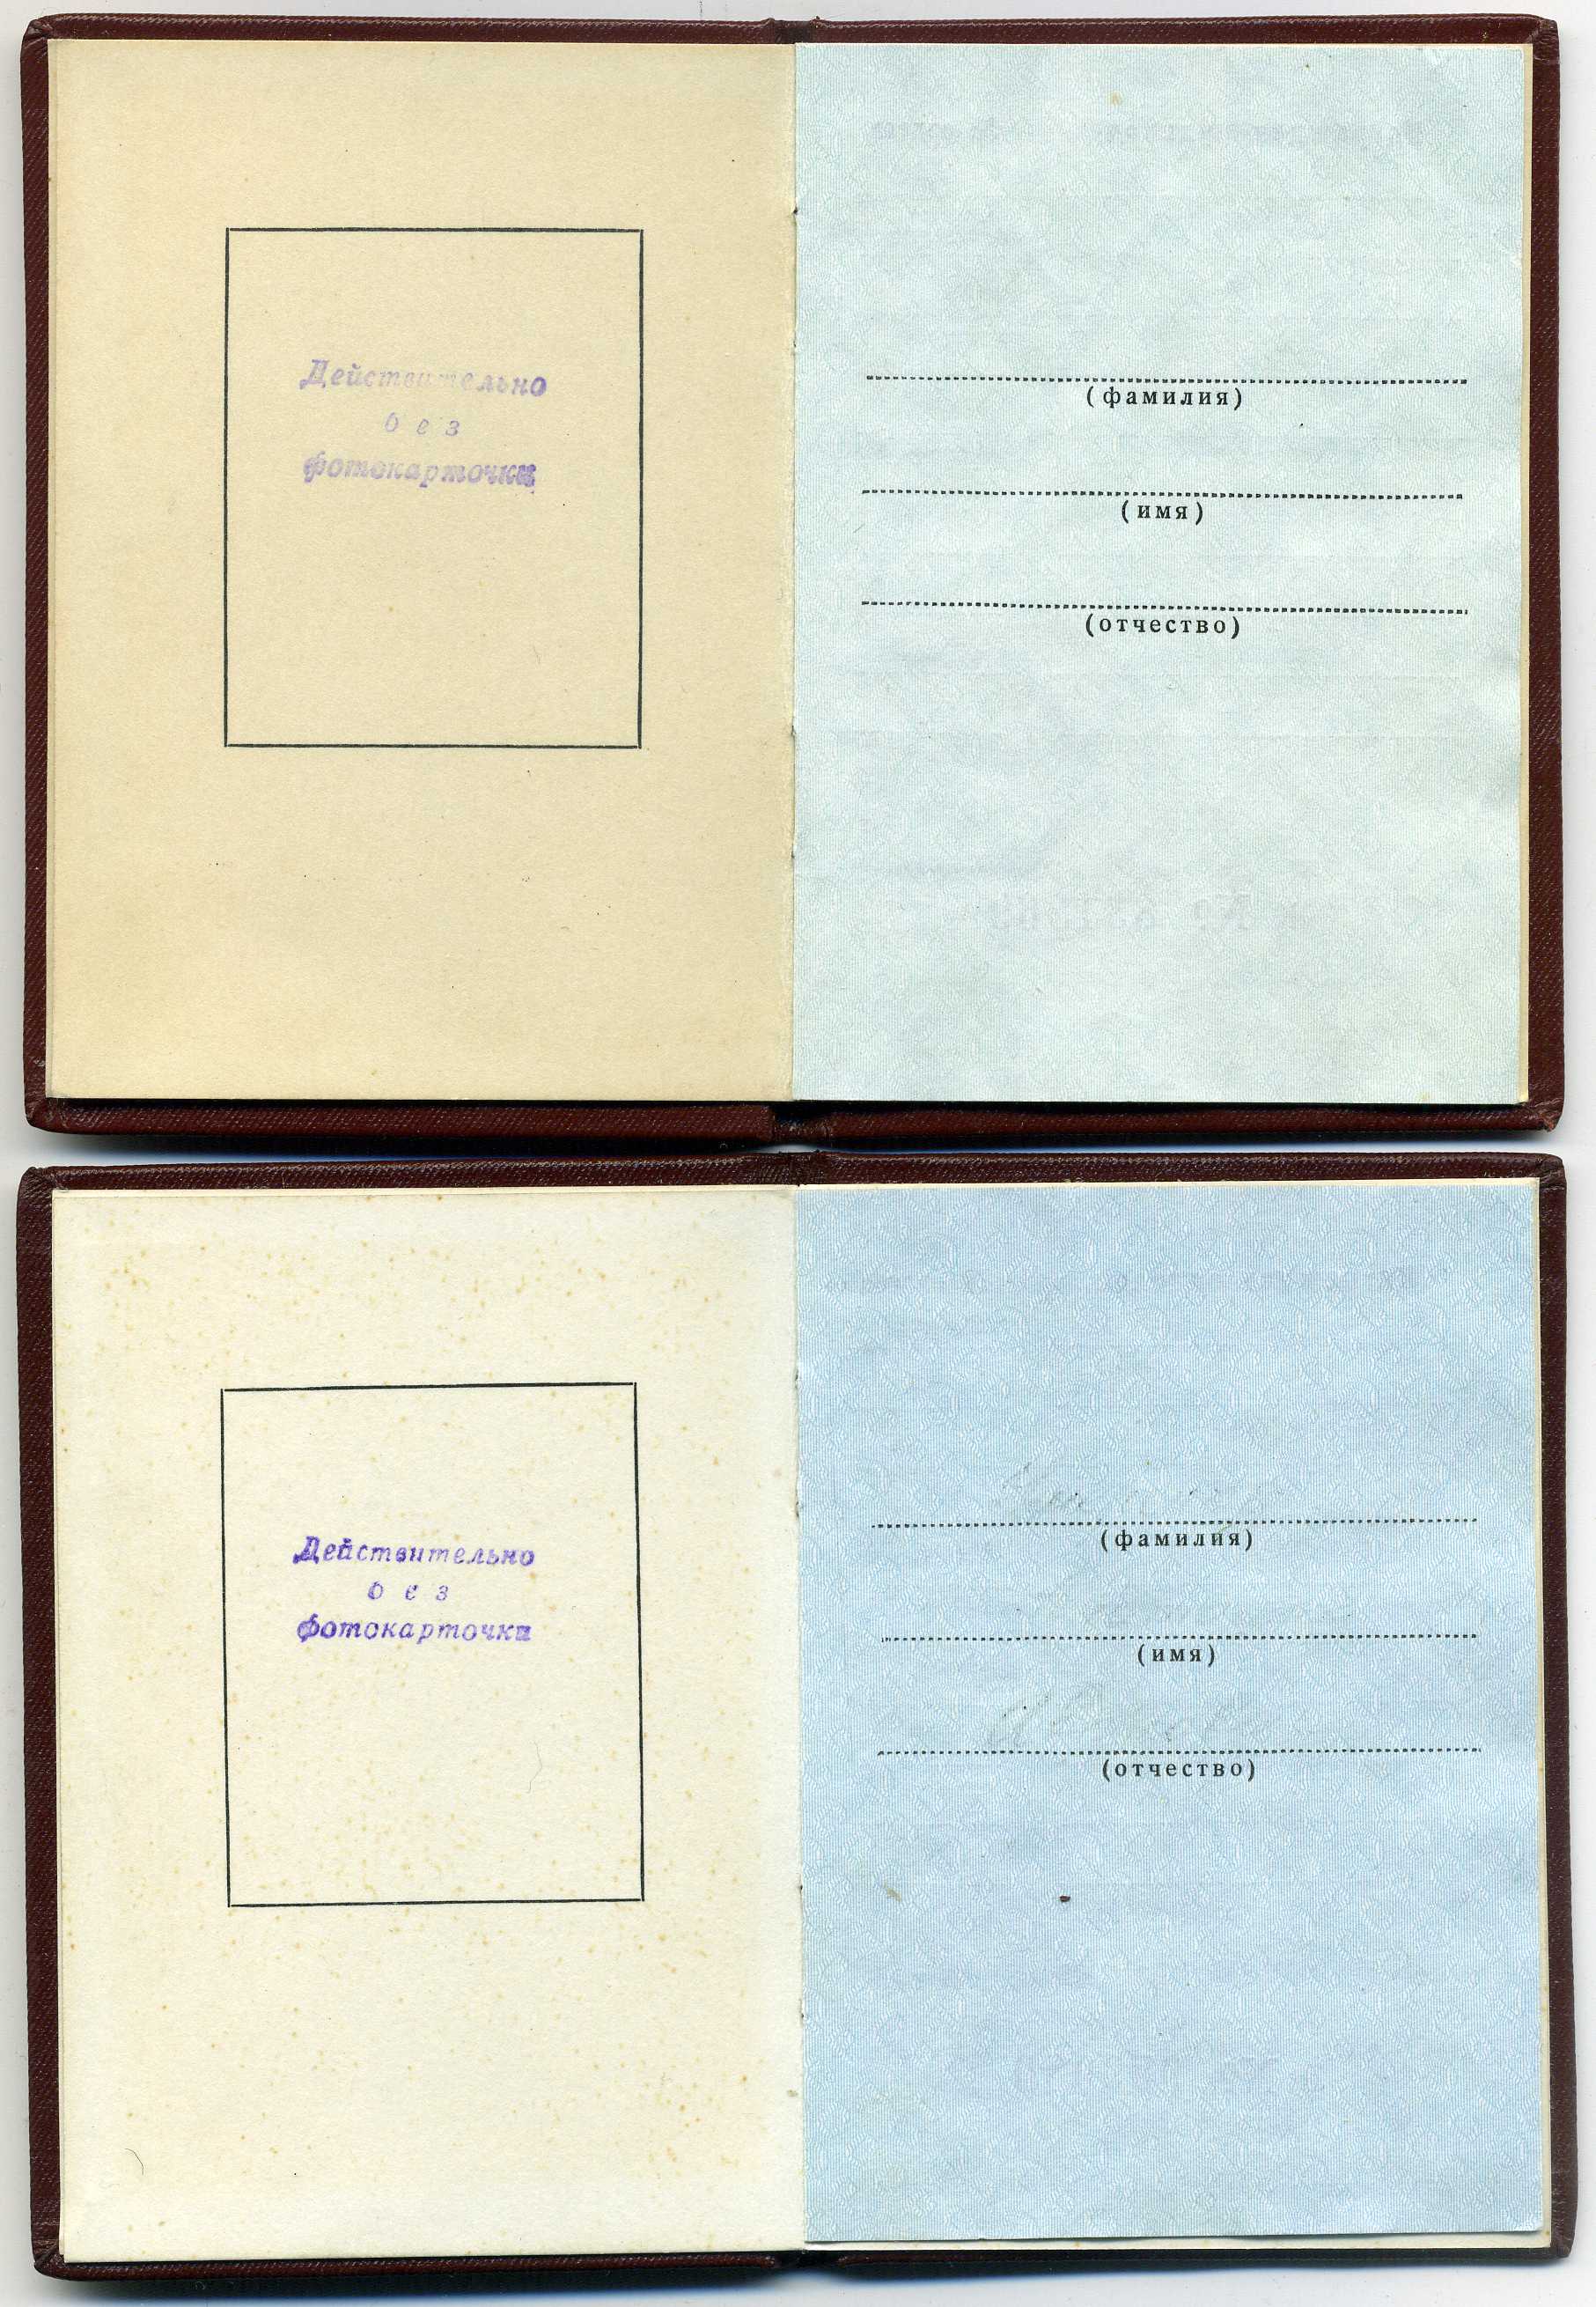 Действительно
без
фотокарточки
(фамилия)
(имя)
(отчество)
Действительно
без
фотокарточки
(фамилия)
(имя)
(отчество)